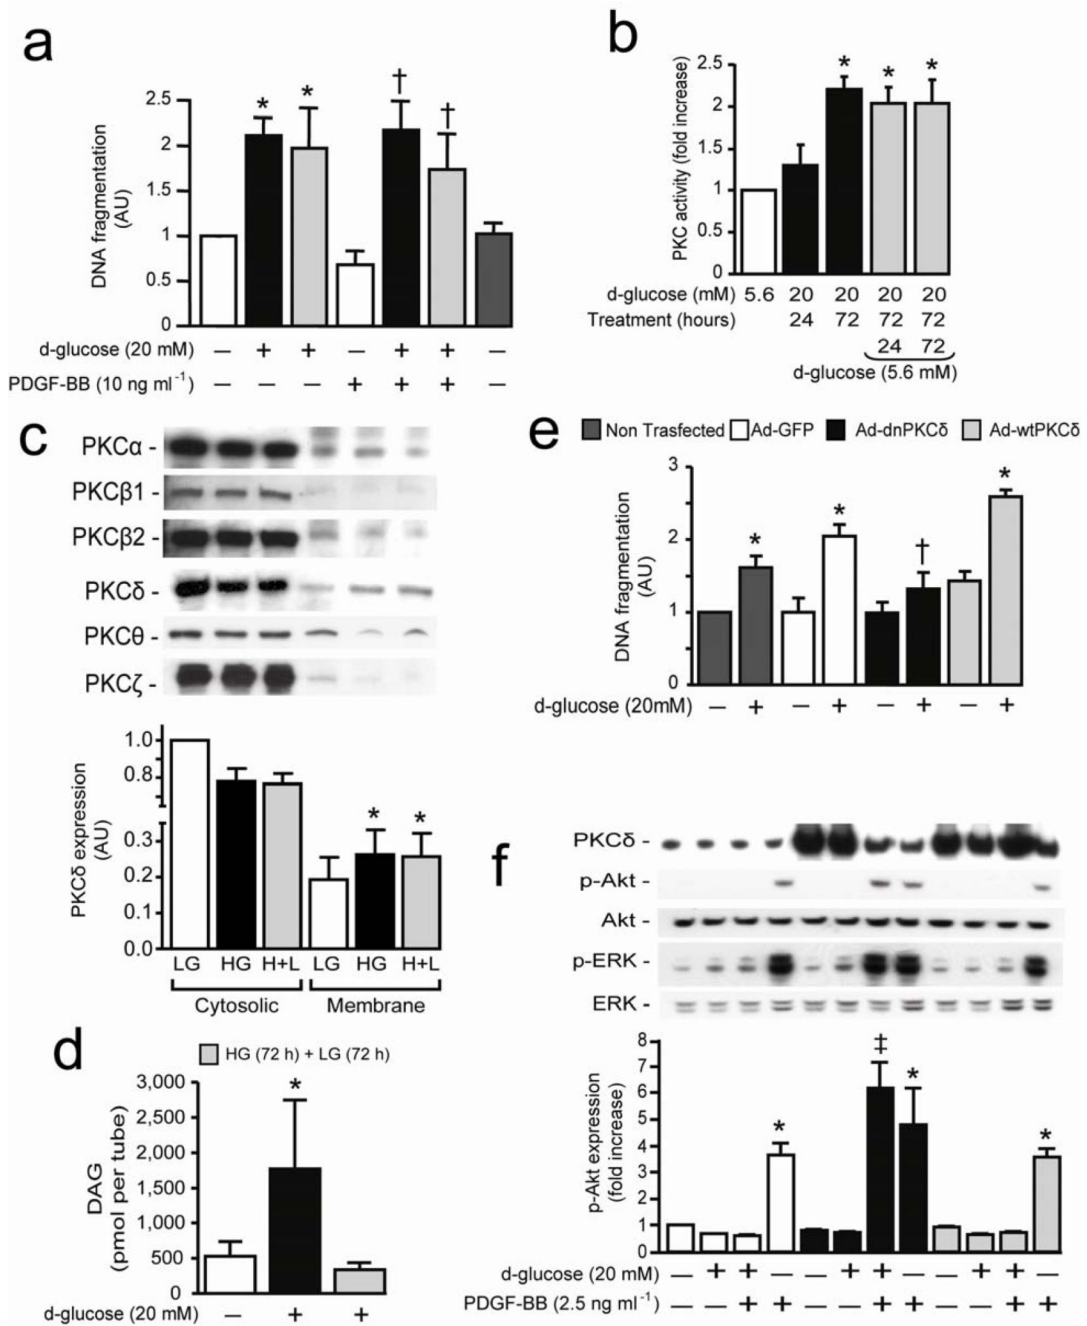 a
2.5
2
1.5
1
0.5
0
DNA fragmentation
(AU)
* * † †
d-glucose (20 mM) – + + – + + –
PDGF-BB (10 ng ml⁻¹) – – – + + + –
b
2.5
2
1.5
1
0.5
0
PKC activity (fold increase)
* * *
d-glucose (mM) 5.6 20 20 20 20
Treatment (hours) 24 72 72 72
24 72
d-glucose (5.6 mM)
c
PKCα -
PKCβ1 -
PKCβ2 -
PKCδ -
PKCθ -
PKCζ -
1.0
0.8
0.3
0.2
0.1
0.0
PKCδ expression
(AU)
* *
LG HG H+L LG HG H+L
Cytosolic Membrane
d
HG (72 h) + LG (72 h)
3,000
2,500
2,000
1,500
1,000
500
0
DAG
(pmol per tube)
*
d-glucose (20 mM) – + +
e
Non Trasfected Ad-GFP Ad-dnPKCδ Ad-wtPKCδ
3
2
1
0
DNA fragmentation
(AU)
* * † *
d-glucose (20mM) – + – + – + – +
f
PKCδ -
p-Akt -
Akt -
p-ERK -
ERK -
8
7
6
5
4
3
2
1
0
p-Akt expression
(fold increase)
* ‡ * *
d-glucose (20 mM) – + + – – + + – – + + –
PDGF-BB (2.5 ng ml⁻¹) – – + + – – + + – – + +